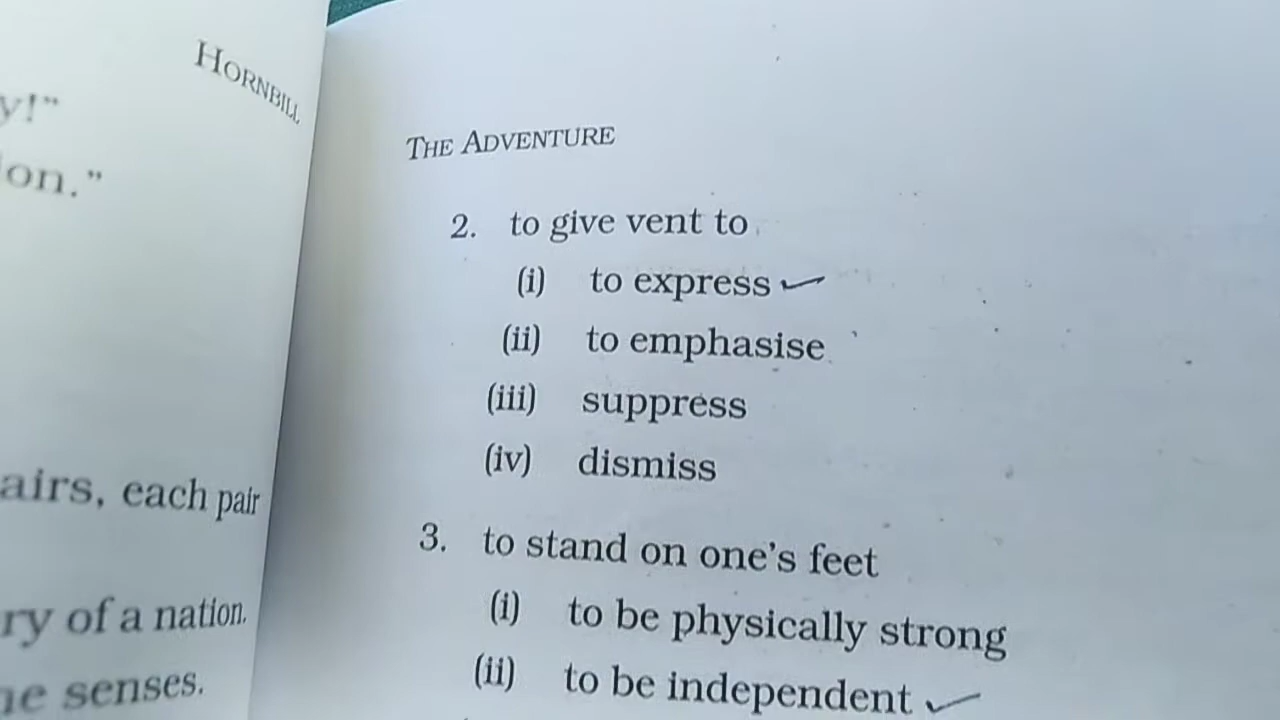 HORNBILL
y!"
on."
airs, each pair
ry of a nation.
senses.
THE ADVENTURE
2. to give vent to
(i) to express
(ii) to emphasise
(iii) suppress
(iv) dismiss
3. to stand on one's feet
(i) to be physically strong
(ii) to be independent